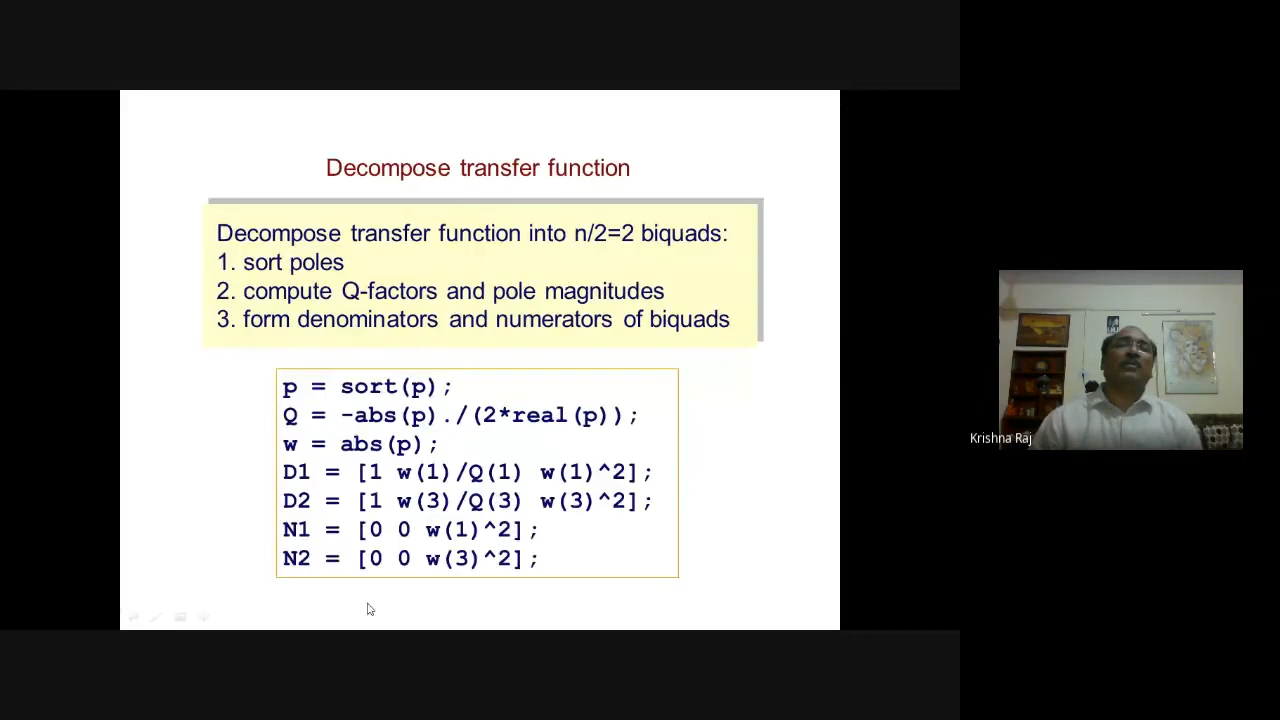 Decompose transfer function
Decompose transfer function into n/2=2 biquads:
1. sort poles
2. compute Q-factors and pole magnitudes
3. form denominators and numerators of biquads
p = sort(p);
Q = -abs(p)./(2*real(p));
w = abs(p);
D1 = [1 w(1)/Q(1) w(1)^2];
D2 = [1 w(3)/Q(3) w(3)^2];
N1 = [0 0 w(1)^2];
N2 = [0 0 w(3)^2];
Krishna Raj